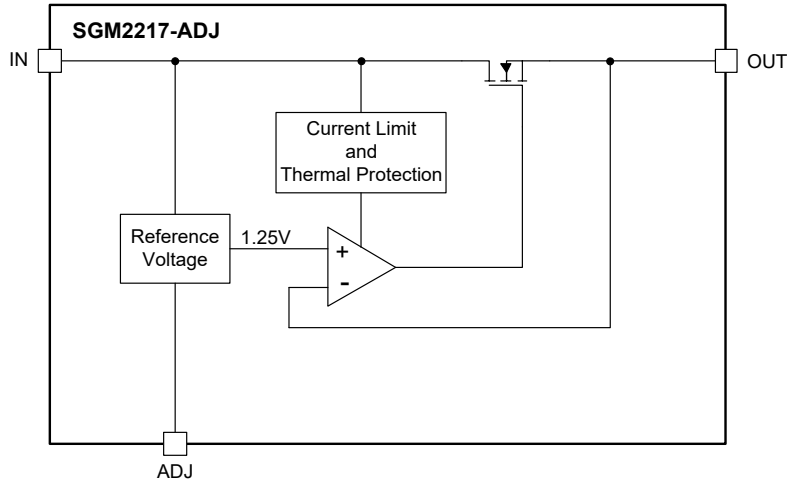 SGM2217-ADJ
IN
OUT
Current Limit
and
Thermal Protection
Reference
Voltage
1.25V
+
-
ADJ